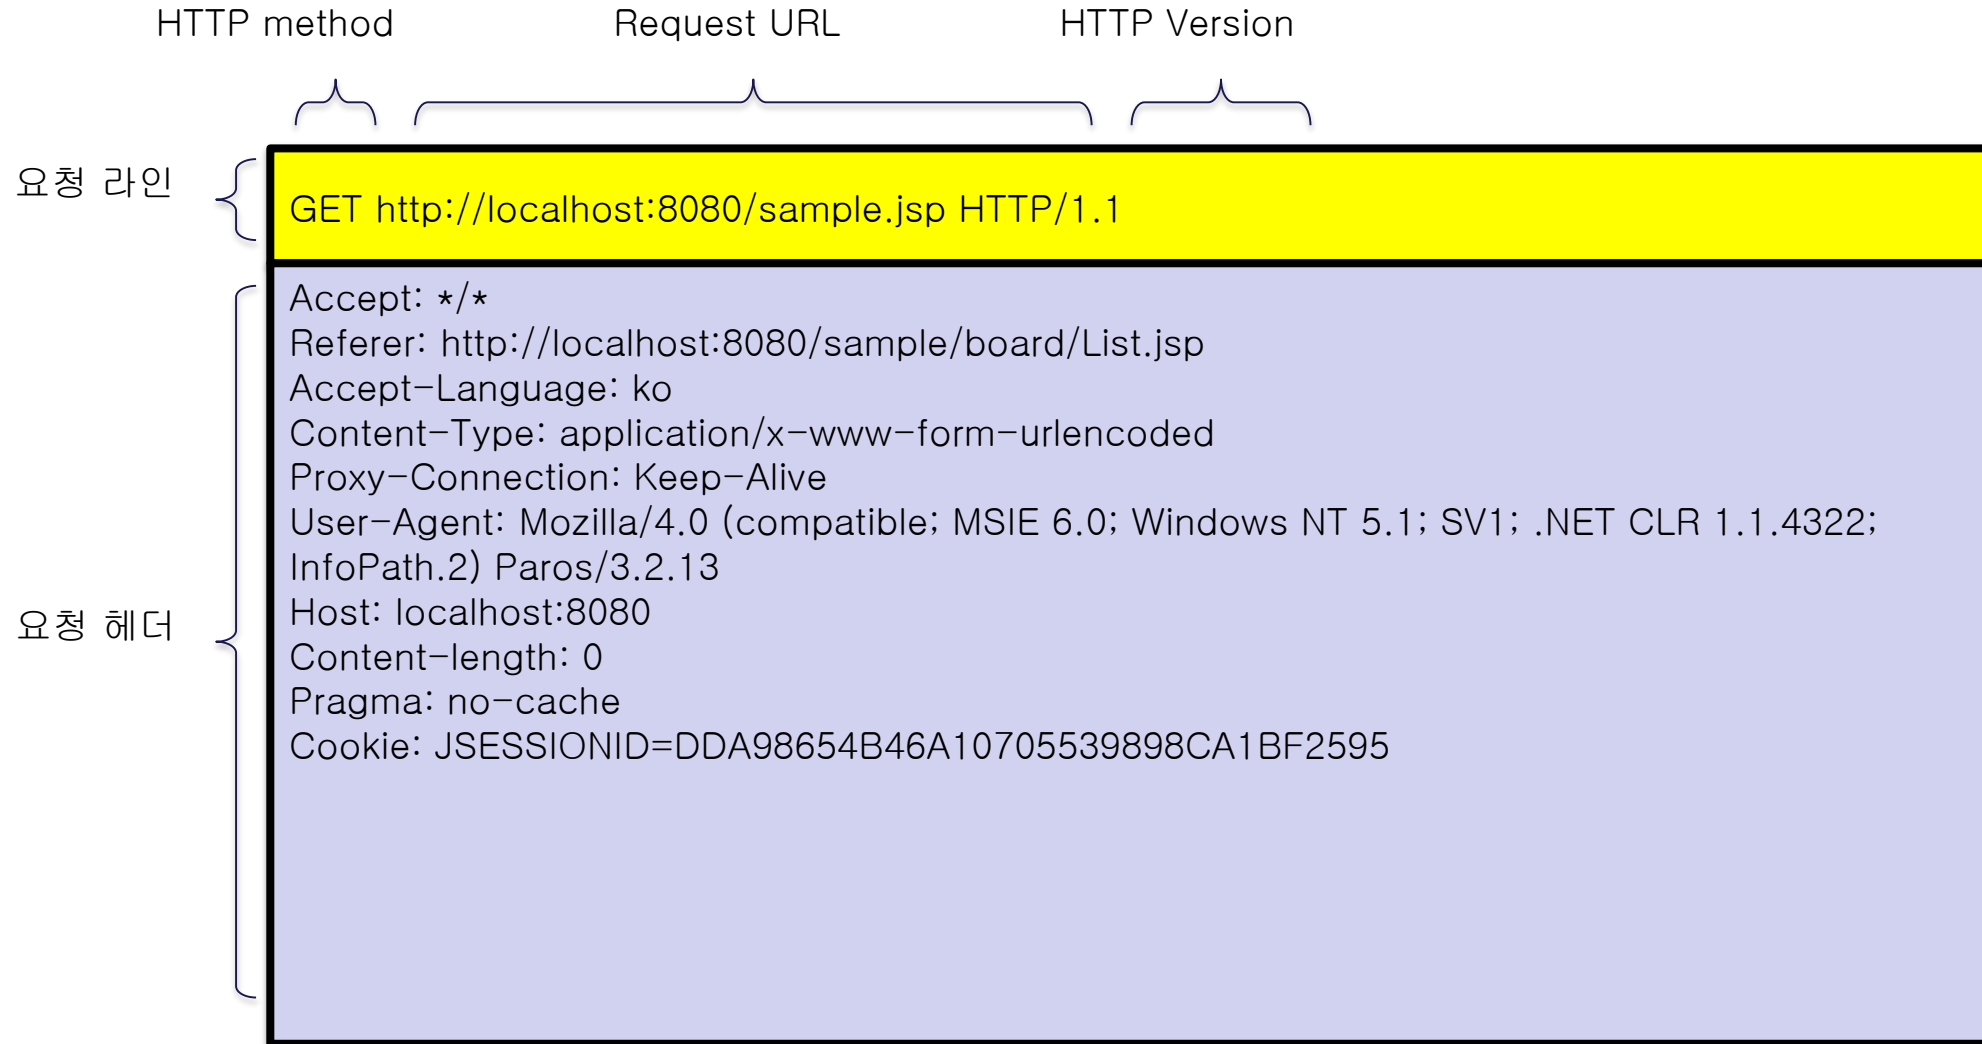 HTTP method Request URL HTTP Version
요청 라인
GET http://localhost:8080/sample.jsp HTTP/1.1
Accept: */*
Referer: http://localhost:8080/sample/board/List.jsp
Accept-Language: ko
Content-Type: application/x-www-form-urlencoded
Proxy-Connection: Keep-Alive
User-Agent: Mozilla/4.0 (compatible; MSIE 6.0; Windows NT 5.1; SV1; .NET CLR 1.1.4322;
InfoPath.2) Paros/3.2.13
요청 헤더
Host: localhost:8080
Content-length: 0
Pragma: no-cache
Cookie: JSESSIONID=DDA98654B46A10705539898CA1BF2595